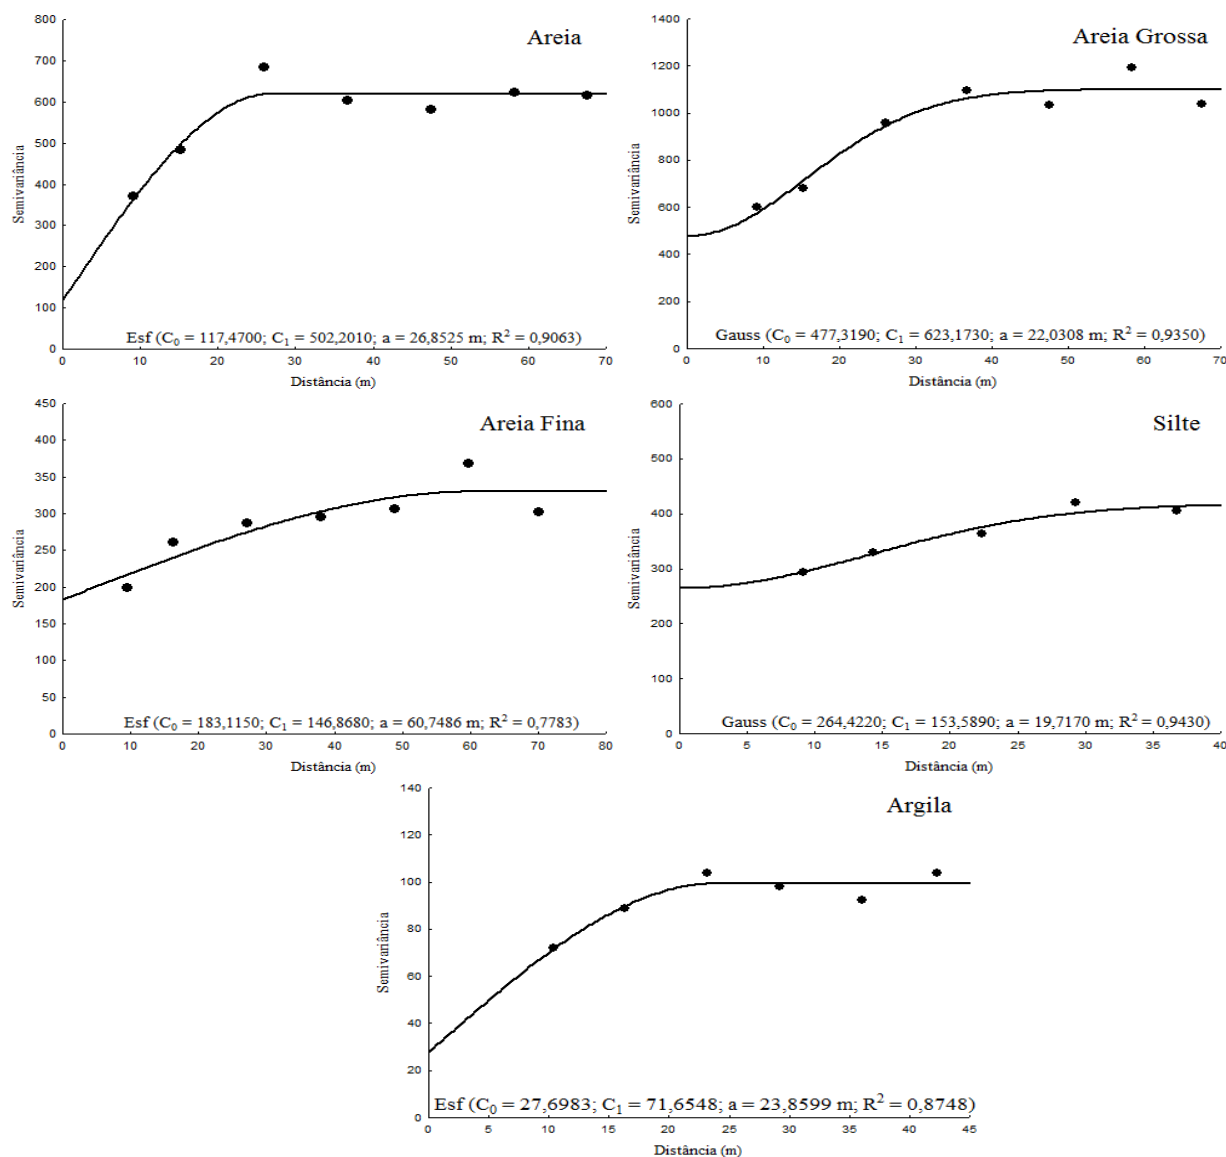 Areia
Semivariância
800
700
600
500
400
300
200
100
0
Esf (C₀ = 117,4700; C₁ = 502,2010; a = 26,8525 m; R² = 0,9063)
0 10 20 30 40 50 60 70
Distância (m)
Areia Grossa
Semivariância
1400
1200
1000
800
600
400
200
0
Gauss (C₀ = 477,3190; C₁ = 623,1730; a = 22,0308 m; R² = 0,9350)
0 10 20 30 40 50 60 70
Distância (m)
Areia Fina
Semivariância
450
400
350
300
250
200
150
100
50
0
Esf (C₀ = 183,1150; C₁ = 146,8680; a = 60,7486 m; R² = 0,7783)
0 10 20 30 40 50 60 70 80
Distância (m)
Silte
Semivariância
600
500
400
300
200
100
0
Gauss (C₀ = 264,4220; C₁ = 153,5890; a = 19,7170 m; R² = 0,9430)
0 5 10 15 20 25 30 35 40
Distância (m)
Argila
Semivariância
140
120
100
80
60
40
20
0
Esf (C₀ = 27,6983; C₁ = 71,6548; a = 23,8599 m; R² = 0,8748)
0 5 10 15 20 25 30 35 40 45
Distância (m)